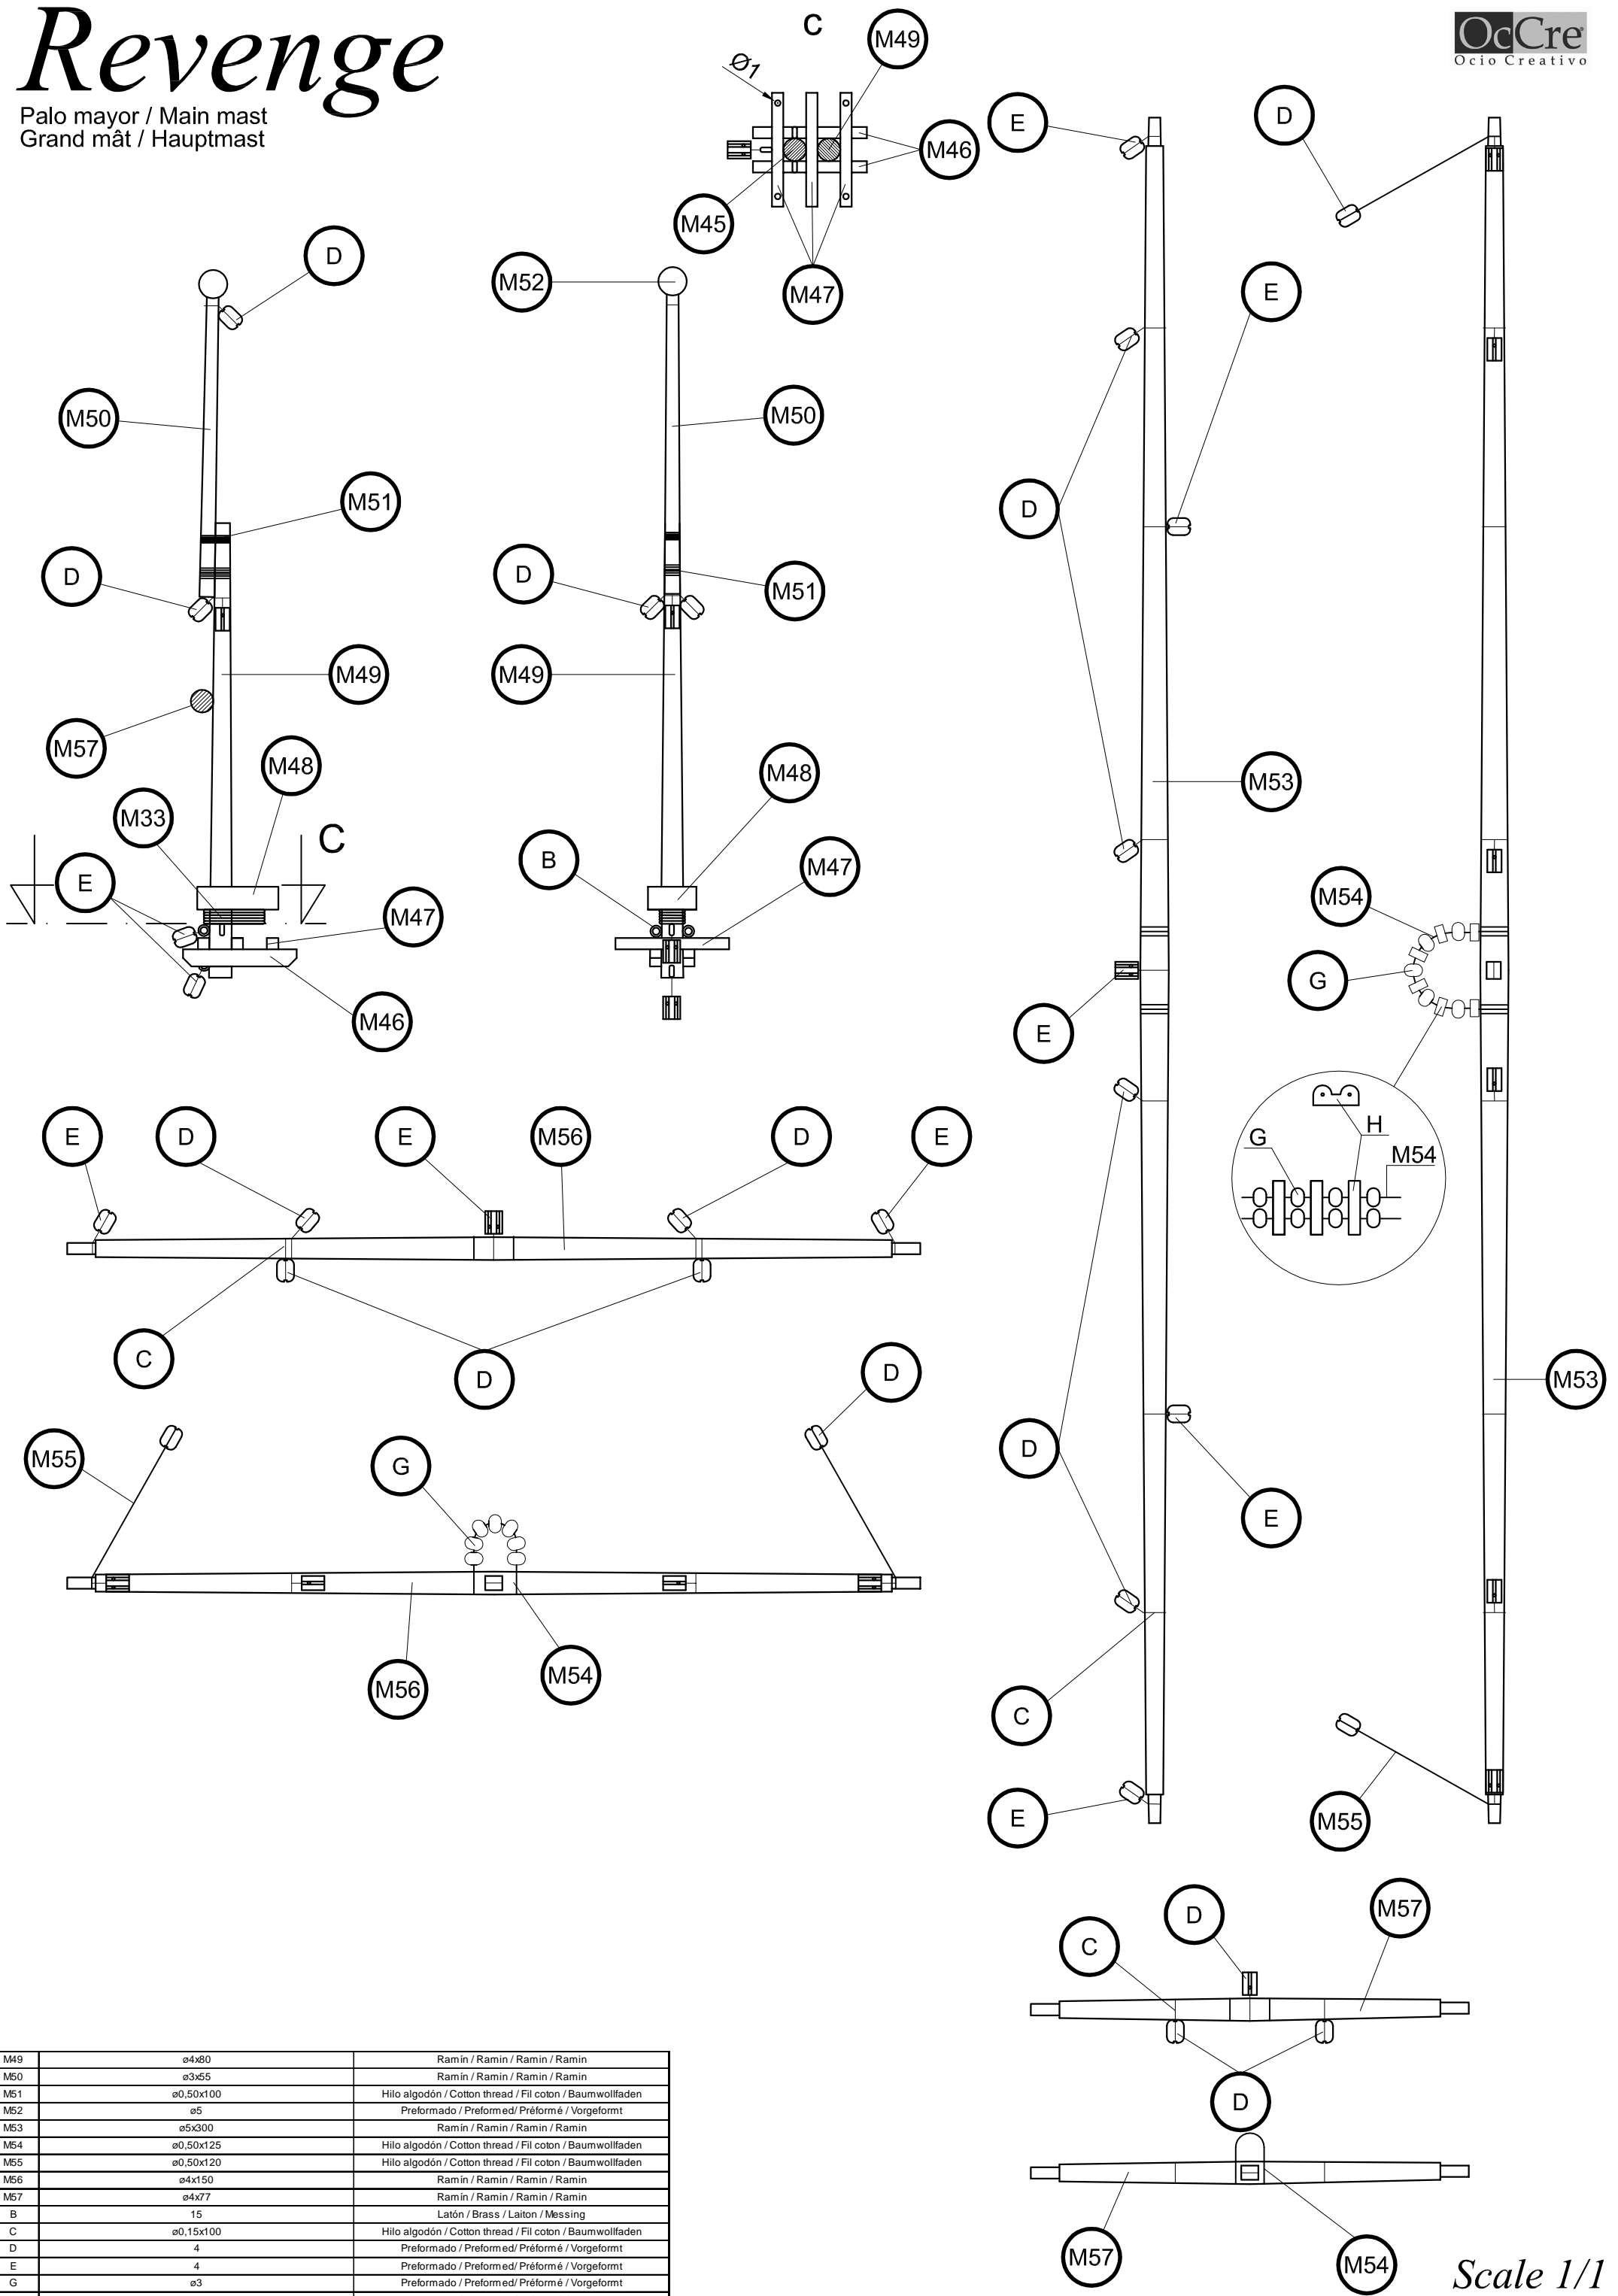 Revenge
Palo mayor / Main mast
Grand mât / Hauptmast
OcCre
Ocio Creativo
C
M49
Ø1
M46
M45
M47
E
D
D
M52
E
M50
M50
M51
D
D
D
M51
M49
M49
M57
M48
M48
M53
M33
C
B
M47
E
M47
M54
G
M46
E
H
G
M54
E
D
E
M56
D
E
C
D
D
M53
M55
G
D
E
M56
M54
C
E
M55
D
M57
C
D
M57
M54
M49 ø4x80 Ramín / Ramin / Ramin / Ramin
M50 ø3x55 Ramín / Ramin / Ramin / Ramin
M51 ø0,50x100 Hilo algodón / Cotton thread / Fil coton / Baumwollfaden
M52 ø5 Preformado / Preformed/ Préformé / Vorgeformt
M53 ø5x300 Ramín / Ramin / Ramin / Ramin
M54 ø0,50x125 Hilo algodón / Cotton thread / Fil coton / Baumwollfaden
M55 ø0,50x120 Hilo algodón / Cotton thread / Fil coton / Baumwollfaden
M56 ø4x150 Ramín / Ramin / Ramin / Ramin
M57 ø4x77 Ramín / Ramin / Ramin / Ramin
B 15 Latón / Brass / Laiton / Messing
C ø0,15x100 Hilo algodón / Cotton thread / Fil coton / Baumwollfaden
D 4 Preformado / Preformed/ Préformé / Vorgeformt
E 4 Preformado / Preformed/ Préformé / Vorgeformt
G ø3 Preformado / Preformed/ Préformé / Vorgeformt
Scale 1/1